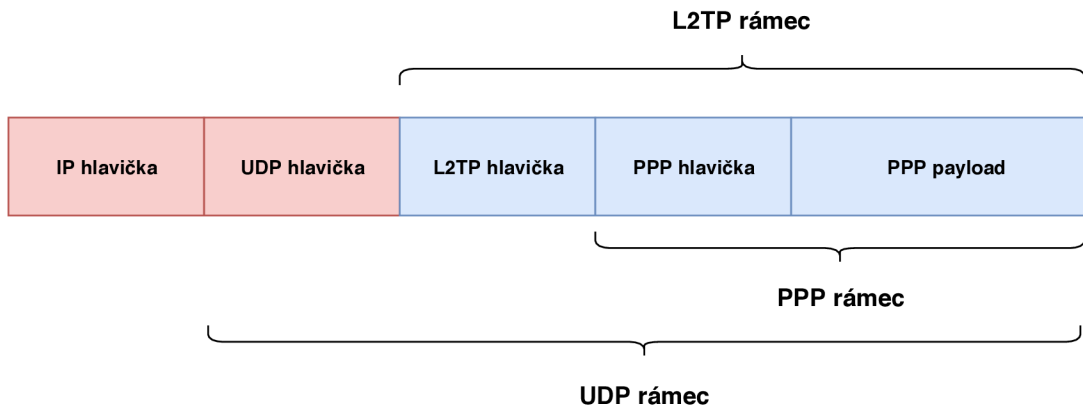 L2TP rámec
IP hlavička
UDP hlavička
L2TP hlavička
PPP hlavička
PPP payload
PPP rámec
UDP rámec